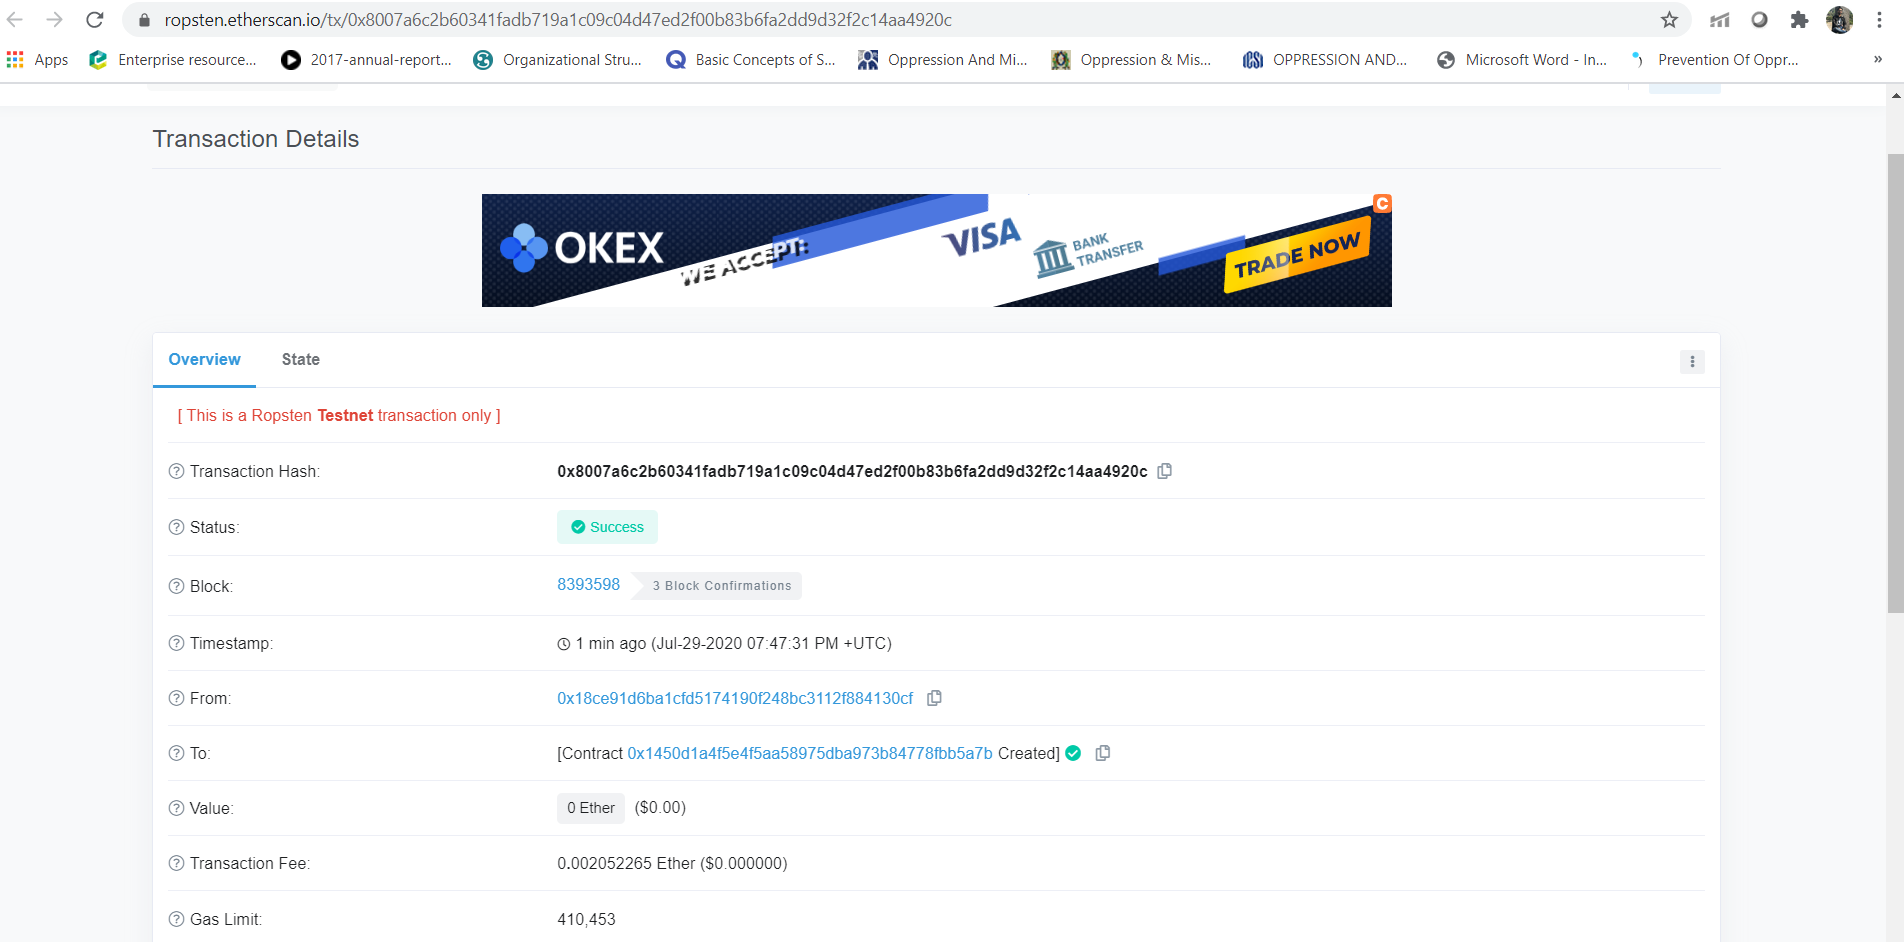 ropsten.etherscan.io/tx/0x8007a6c2b60341fadb719a1c09c04d47ed2f00b83b6fa2dd9d32f2c14aa4920c
Apps Enterprise resource... 2017-annual-report... Organizational Stru... Basic Concepts of S... Oppression And Mi... Oppression & Mis... OPPRESSION AND... Microsoft Word - In... Prevention Of Oppr... »
Transaction Details
OKEX WE ACCEPT: VISA BANK TRANSFER TRADE NOW C
Overview State
[ This is a Ropsten Testnet transaction only ]
Transaction Hash: 0x8007a6c2b60341fadb719a1c09c04d47ed2f00b83b6fa2dd9d32f2c14aa4920c
Status: Success
Block: 8393598 3 Block Confirmations
Timestamp: 1 min ago (Jul-29-2020 07:47:31 PM +UTC)
From: 0x18ce91d6ba1cfd5174190f248bc3112f884130cf
To: [Contract 0x1450d1a4f5e4f5aa58975dba973b84778fbb5a7b Created]
Value: 0 Ether ($0.00)
Transaction Fee: 0.002052265 Ether ($0.000000)
Gas Limit: 410,453